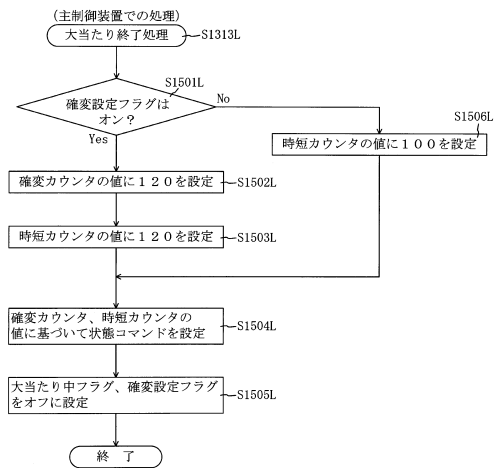 (主制御装置での処理)
大当たり終了処理
S1313L
S1501L
確変設定フラグは
オン？
No
Yes
S1506L
時短カウンタの値に１００を設定
確変カウンタの値に１２０を設定
S1502L
時短カウンタの値に１２０を設定
S1503L
確変カウンタ、時短カウンタの
値に基づいて状態コマンドを設定
S1504L
大当たり中フラグ、確変設定フラグ
をオフに設定
S1505L
終　了